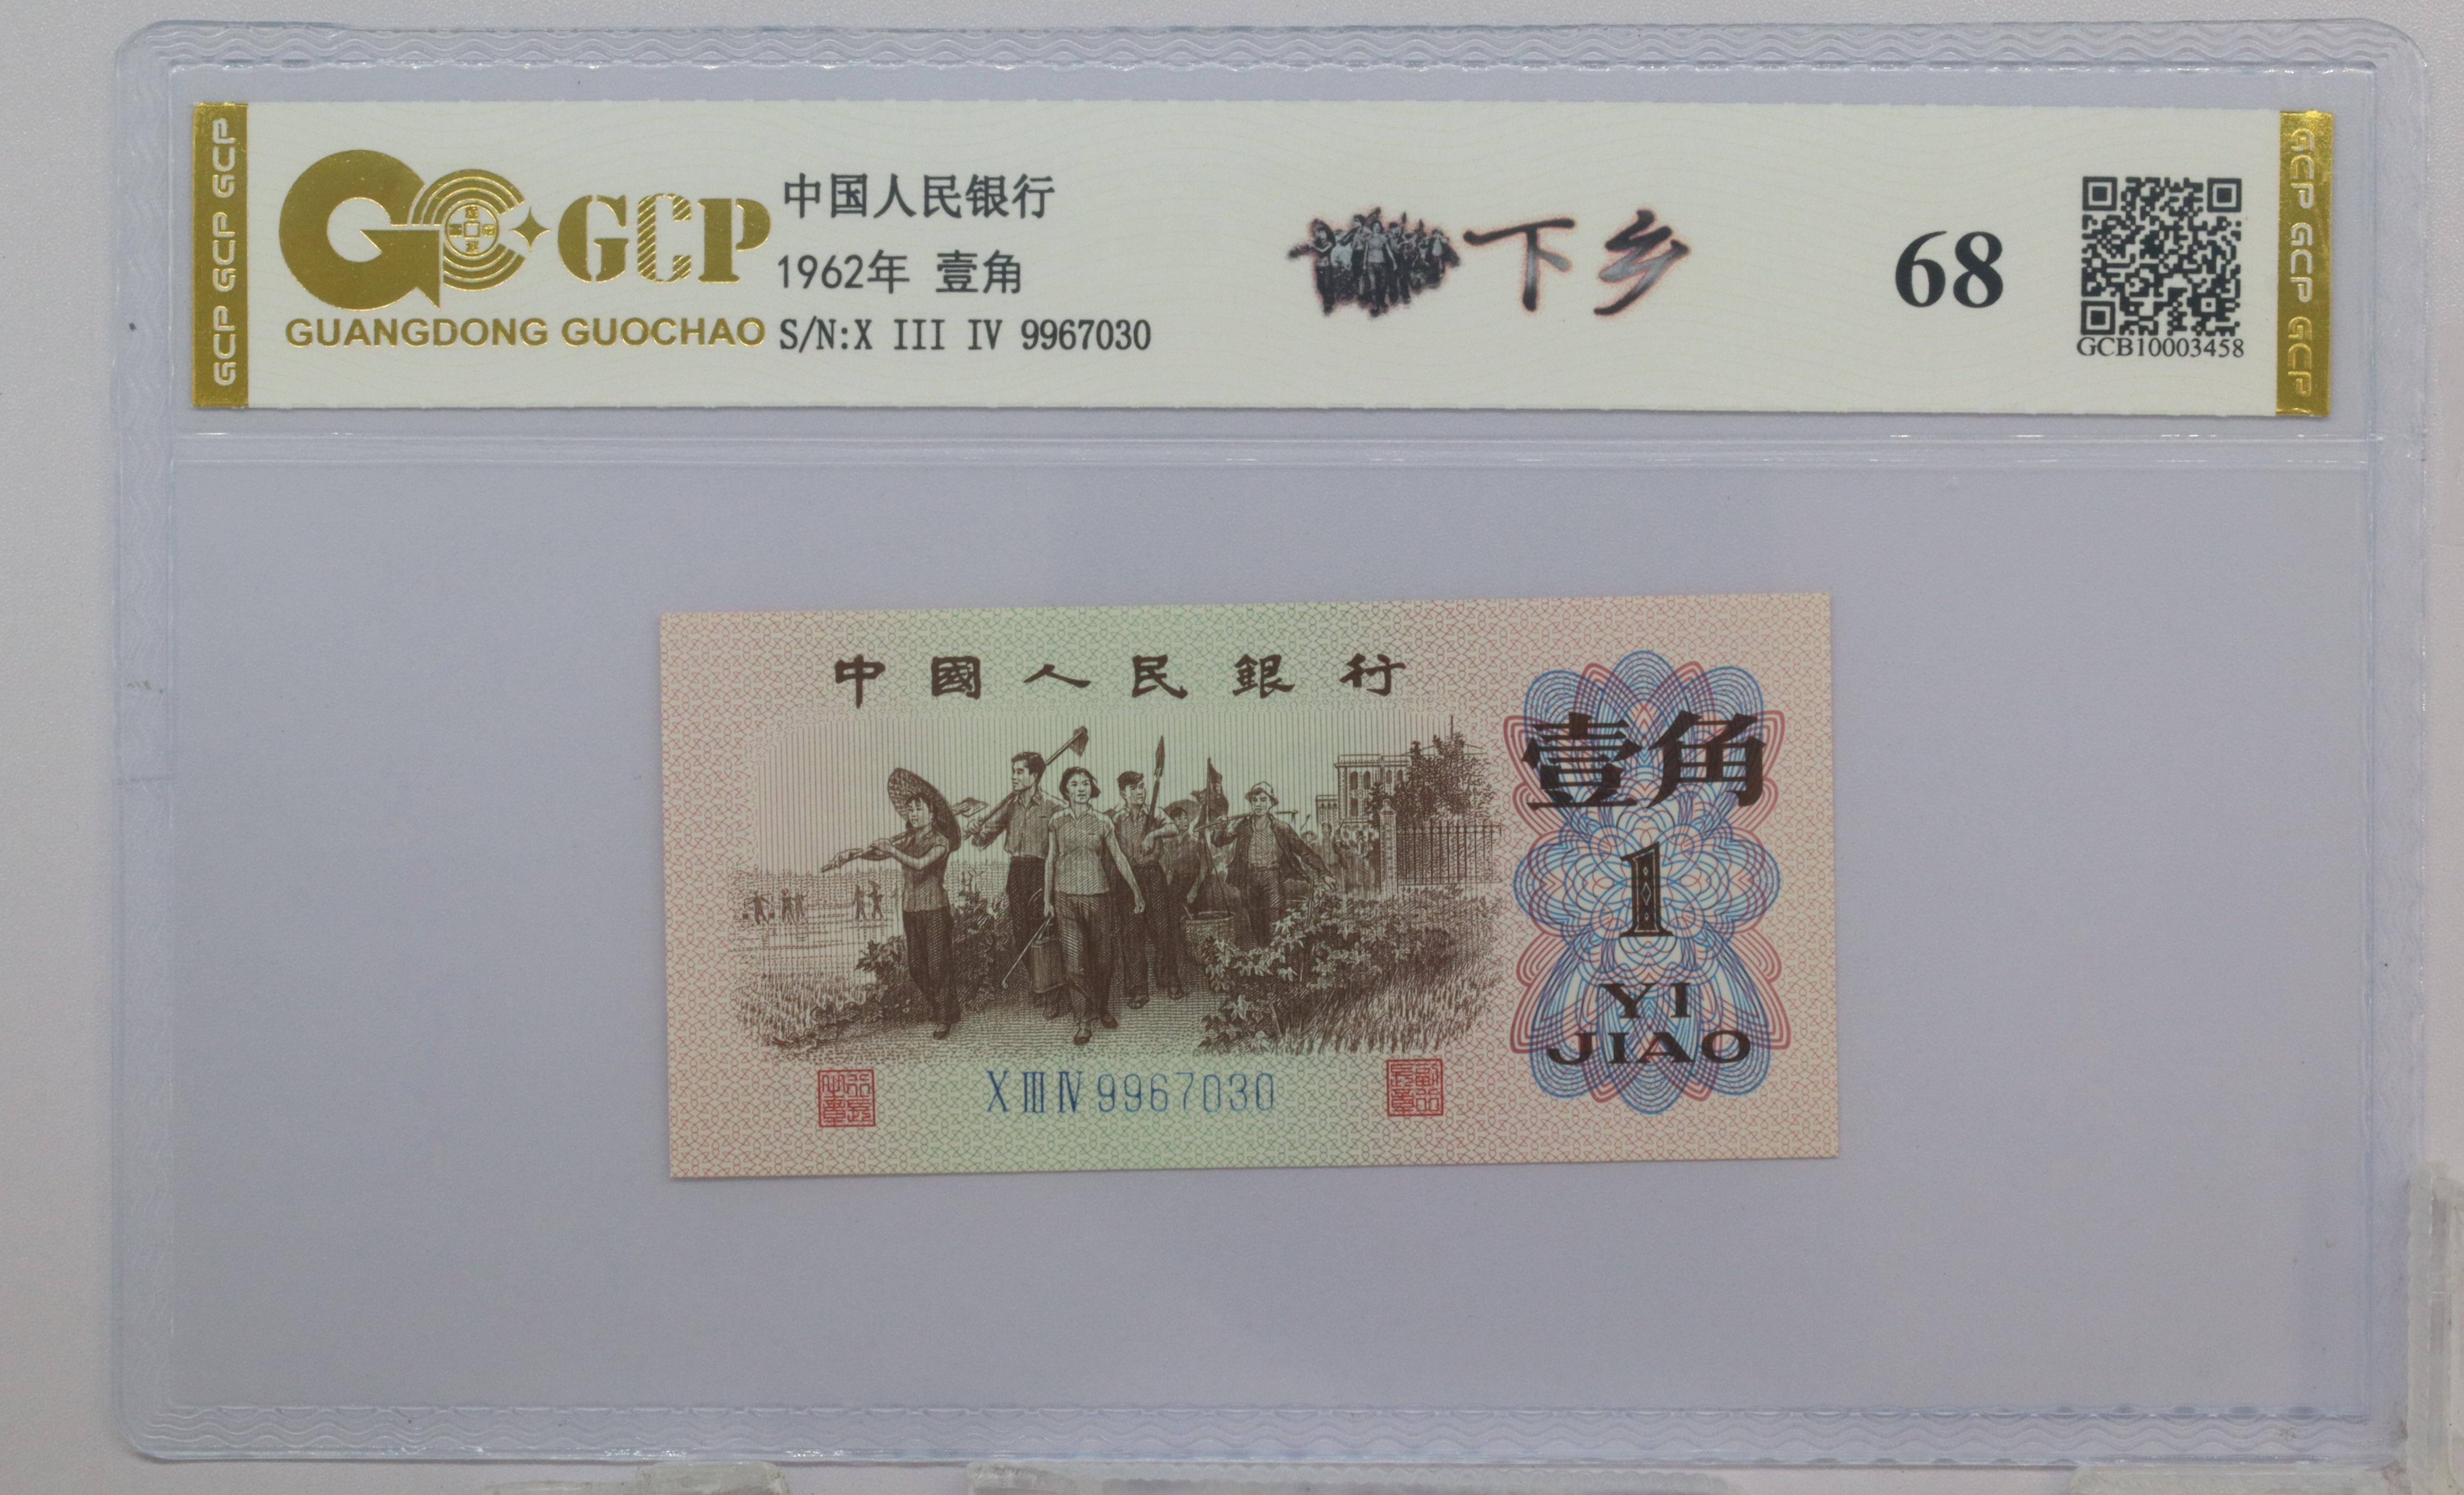 GCP GCP GCP
GCP
GUANGDONG GUOCHAO
中国人民银行
1962年 壹角
S/N:X III IV 9967030
下乡
68
GCB10003458
GCP GCP GCP
中國人民銀行
壹角
1
YI
JIAO
X III IV 9967030